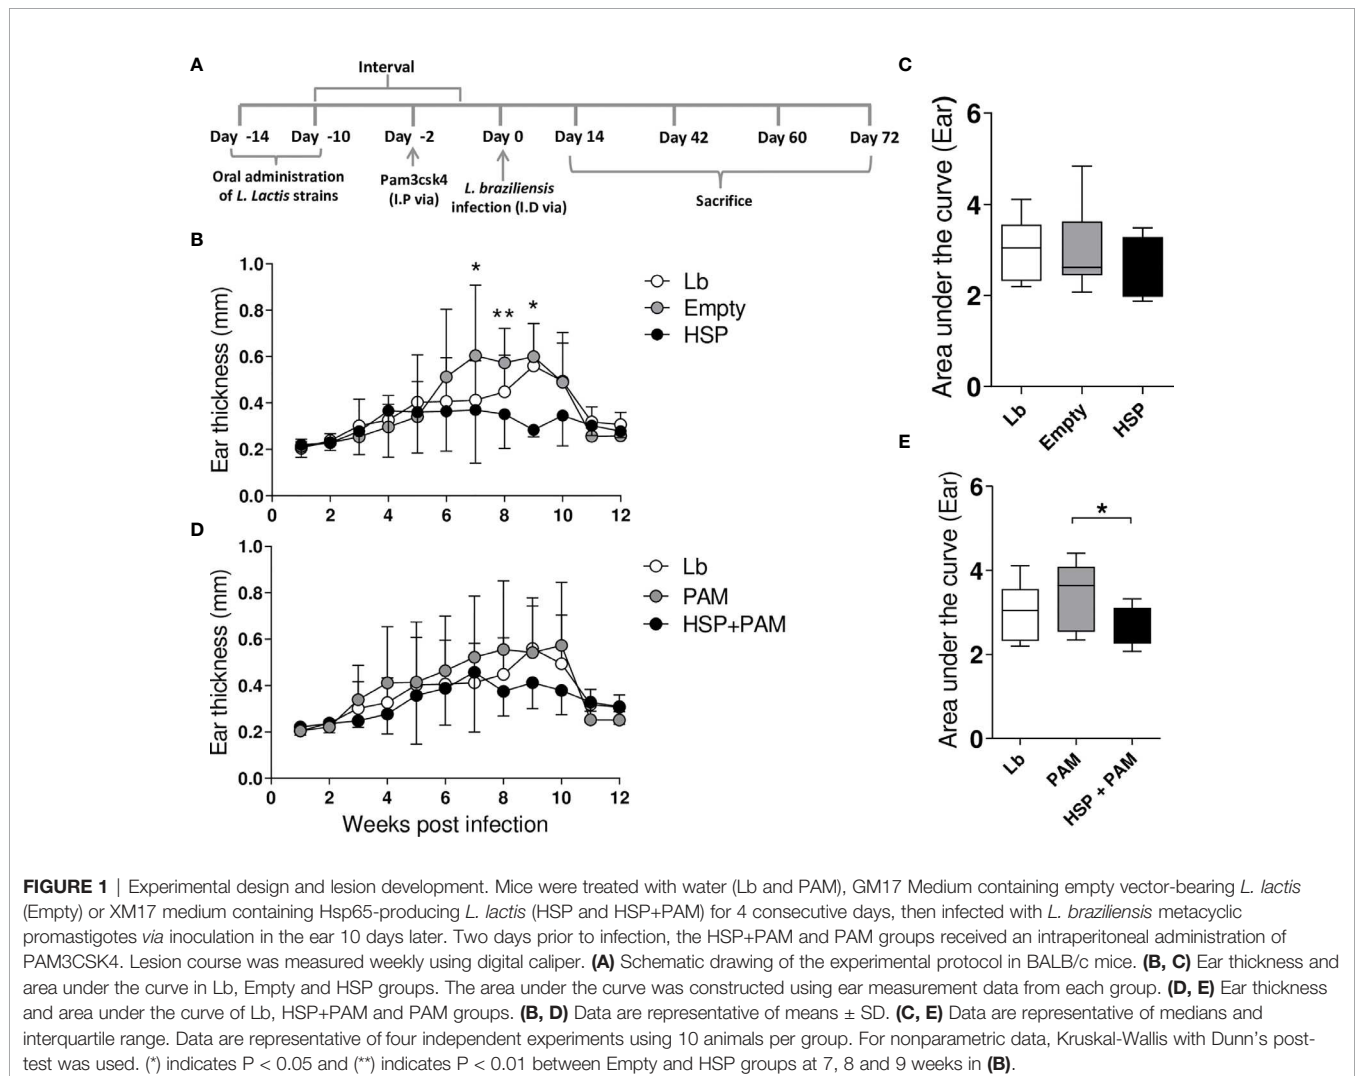 A
Interval
Day -14
Day -10
Day -2
Day 0
Day 14
Day 42
Day 60
Day 72
Oral administration
of L. Lactis strains
Pam3csk4
(I.P via)
L. braziliensis
infection (I.D via)
Sacrifice
B
Ear thickness (mm)
1.0
0.8
0.6
0.4
0.2
0.0
0 2 4 6 8 10 12
*
**
*
Lb
Empty
HSP
C
Area under the curve (Ear)
6
4
2
0
Lb
Empty
HSP
D
Ear thickness (mm)
1.0
0.8
0.6
0.4
0.2
0.0
0 2 4 6 8 10 12
Weeks post infection
Lb
PAM
HSP+PAM
E
Area under the curve (Ear)
6
4
2
0
*
Lb
PAM
HSP + PAM
FIGURE 1 | Experimental design and lesion development. Mice were treated with water (Lb and PAM), GM17 Medium containing empty vector-bearing L. lactis
(Empty) or XM17 medium containing Hsp65-producing L. lactis (HSP and HSP+PAM) for 4 consecutive days, then infected with L. braziliensis metacyclic
promastigotes via inoculation in the ear 10 days later. Two days prior to infection, the HSP+PAM and PAM groups received an intraperitoneal administration of
PAM3CSK4. Lesion course was measured weekly using digital caliper. (A) Schematic drawing of the experimental protocol in BALB/c mice. (B, C) Ear thickness and
area under the curve in Lb, Empty and HSP groups. The area under the curve was constructed using ear measurement data from each group. (D, E) Ear thickness
and area under the curve of Lb, HSP+PAM and PAM groups. (B, D) Data are representative of means ± SD. (C, E) Data are representative of medians and
interquartile range. Data are representative of four independent experiments using 10 animals per group. For nonparametric data, Kruskal-Wallis with Dunn's post-
test was used. (*) indicates P < 0.05 and (**) indicates P < 0.01 between Empty and HSP groups at 7, 8 and 9 weeks in (B).